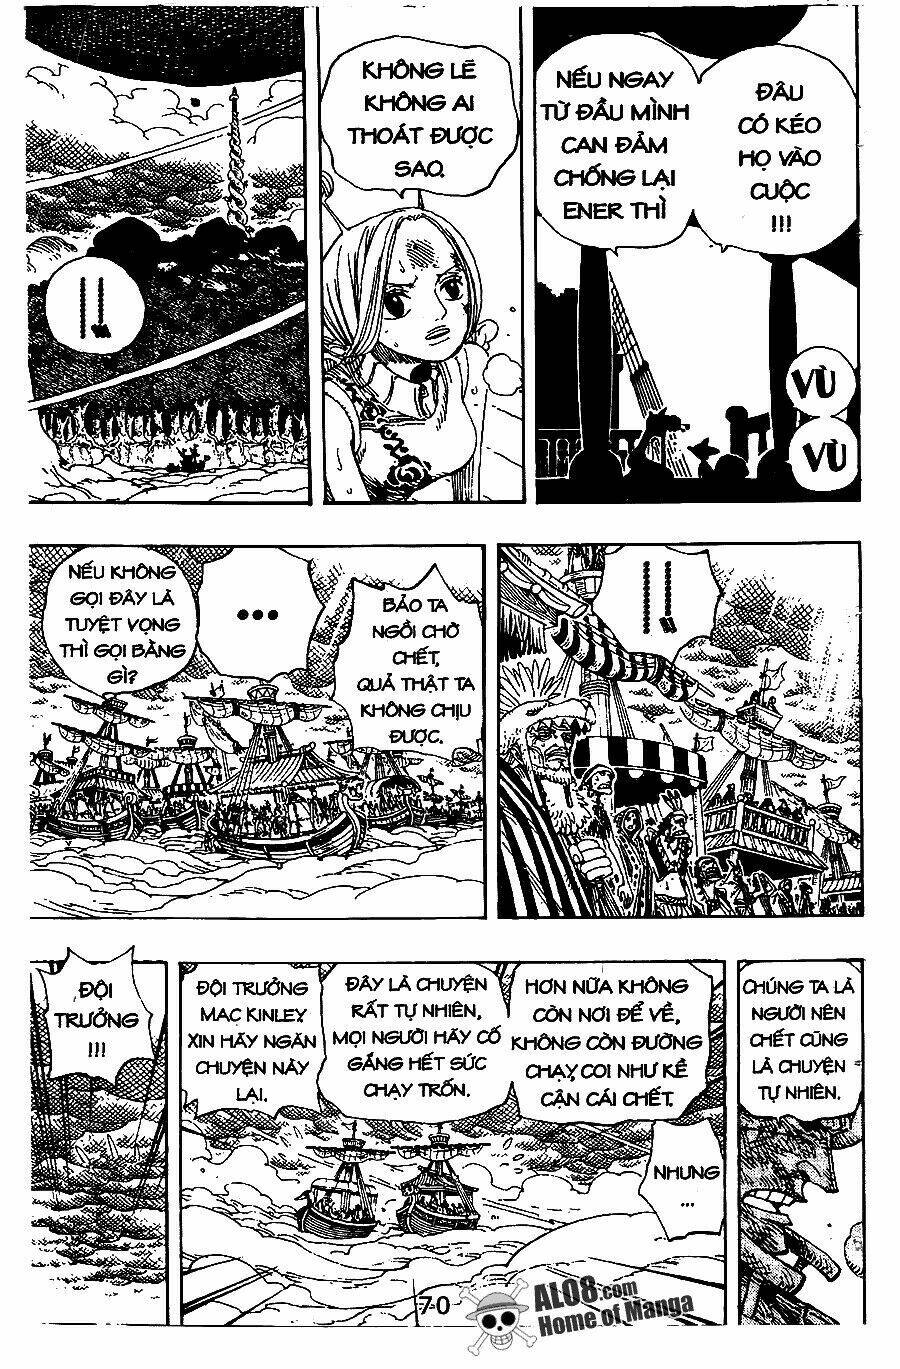 ĐÂU
CÓ KÉO
HỌ VÀO
CUỘC
!!!
NẾU NGAY
TỪ ĐẦU MÌNH
CAN ĐẢM
CHỐNG LẠI
ENER THÌ
VÙ
VÙ
KHÔNG LẼ
KHÔNG AI
THOÁT ĐƯỢC
SAO.
BẢO TA
NGỒI CHỜ
CHẾT,
QUẢ THẬT TA
KHÔNG CHỊU
ĐƯỢC.
...
NẾU KHÔNG
GỌI ĐÂY LÀ
TUYỆT VỌNG
THÌ GỌI BẰNG
GÌ?
CHÚNG TA LÀ
NGƯỜI NÊN
CHẾT CŨNG
LÀ CHUYỆN
TỰ NHIÊN.
HƠN NỮA KHÔNG
CÒN NƠI ĐỂ VỀ,
KHÔNG CÒN ĐƯỜNG
CHẠY, COI NHƯ KỀ
CẬN CÁI CHẾT.
NHƯNG
...
ĐÂY LÀ CHUYỆN
RẤT TỰ NHIÊN,
MỌI NGƯỜI HÃY CỐ
GẮNG HẾT SỨC
CHẠY TRỐN.
ĐỘI TRƯỞNG
MAC KINLEY
XIN HÃY NGĂN
CHUYỆN NÀY
LẠI.
ĐỘI
TRƯỞNG
!!!
70
ALO8.com
Home of Manga